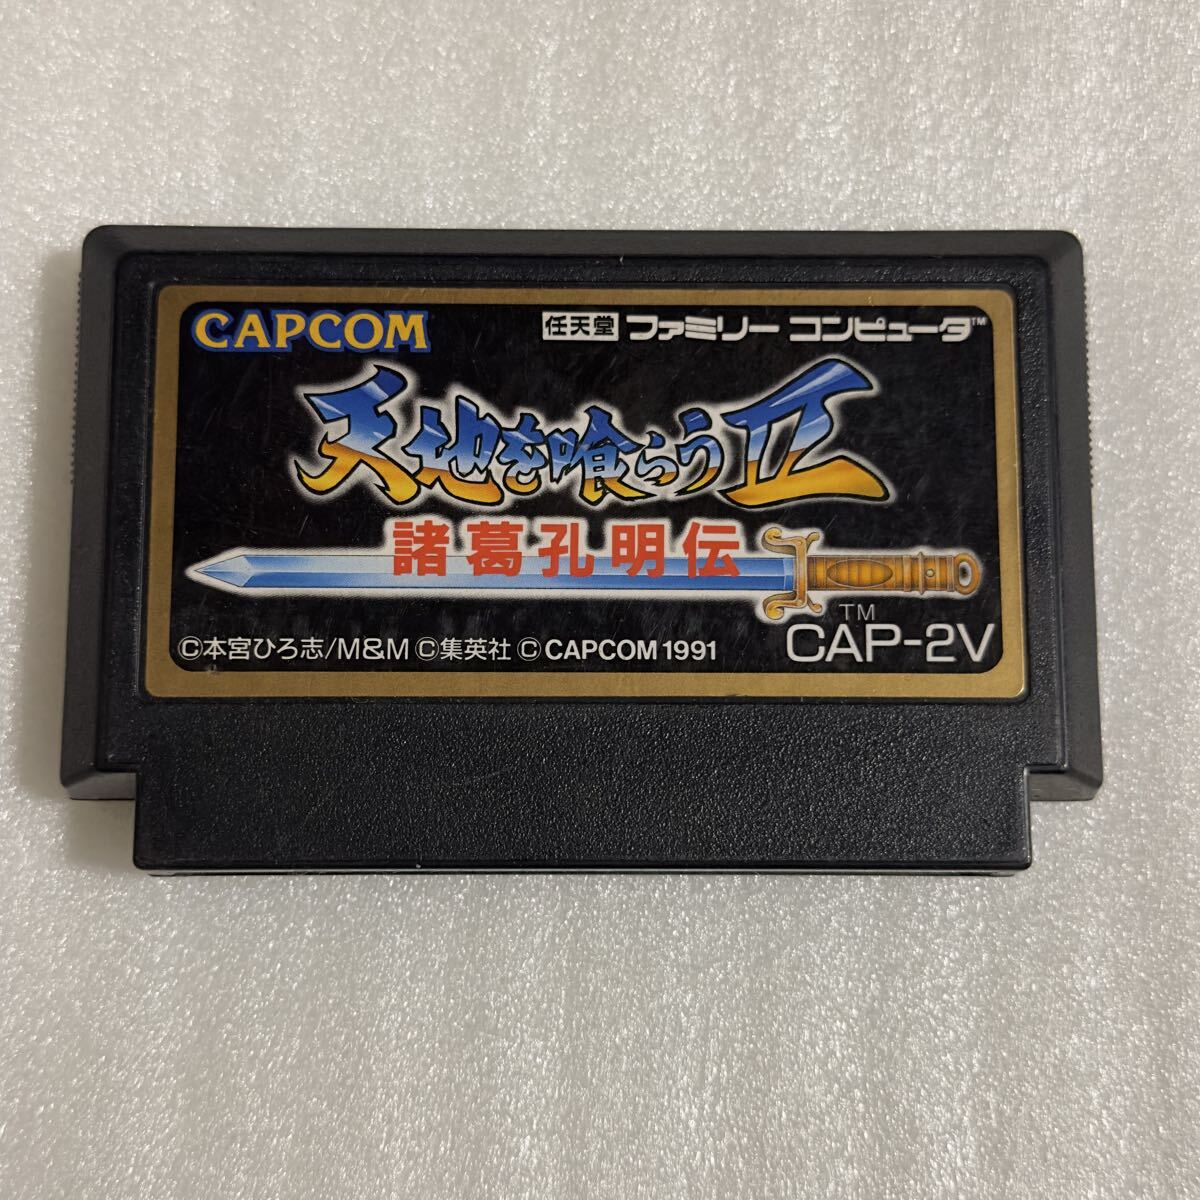 CAPCOM
任天堂 ファミリー コンピュータ™
天地を喰らうⅡ
諸葛孔明伝
TM
©本宮ひろ志/M&M ©集英社 ©CAPCOM 1991
CAP-2V